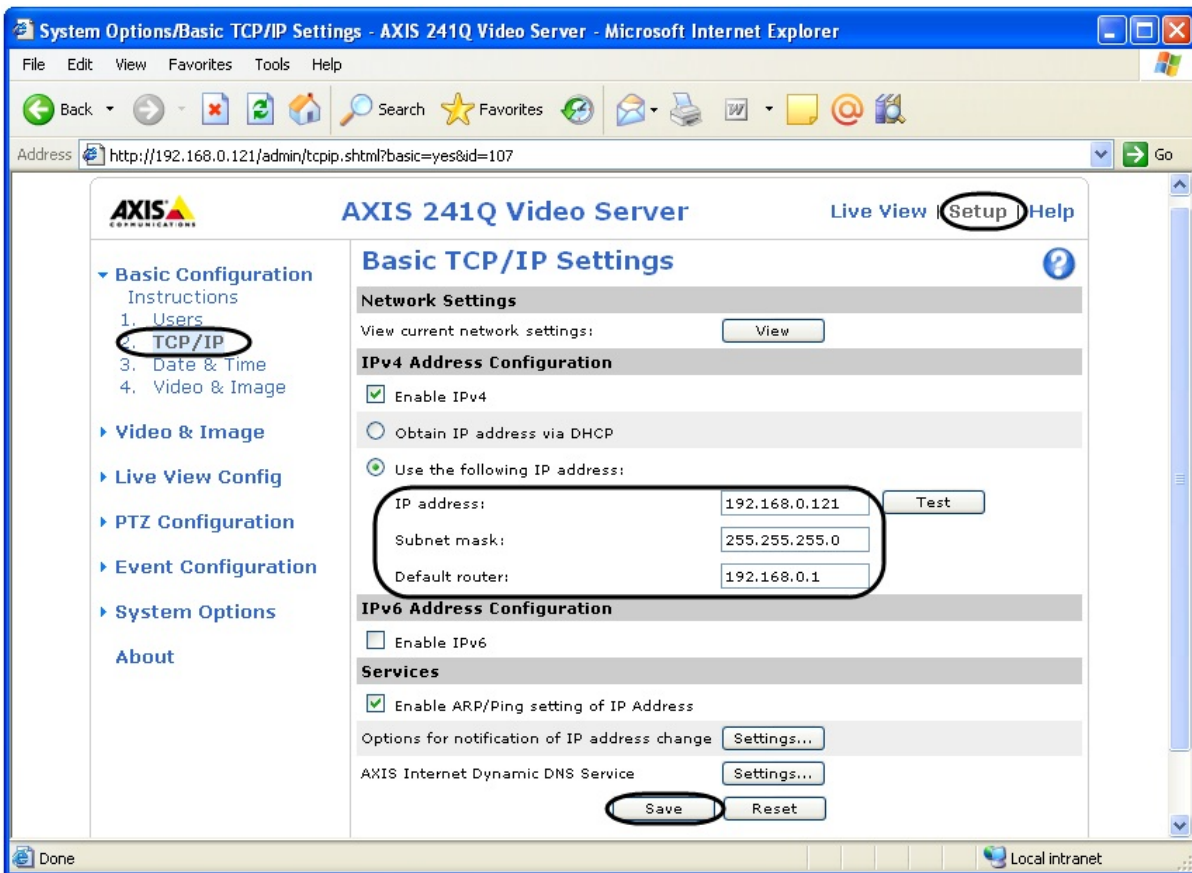 System Options/Basic TCP/IP Settings - AXIS 241Q Video Server - Microsoft Internet Explorer
File Edit View Favorites Tools Help
Back Search Favorites
Address http://192.168.0.121/admin/tcpip.shtml?basic=yes&id=107 Go
AXIS COMMUNICATIONS
AXIS 241Q Video Server
Live View | Setup | Help
Basic Configuration
Instructions
1. Users
2. TCP/IP
3. Date & Time
4. Video & Image
Video & Image
Live View Config
PTZ Configuration
Event Configuration
System Options
About
Basic TCP/IP Settings
Network Settings
View current network settings: View
IPv4 Address Configuration
Enable IPv4
Obtain IP address via DHCP
Use the following IP address:
IP address: 192.168.0.121 Test
Subnet mask: 255.255.255.0
Default router: 192.168.0.1
IPv6 Address Configuration
Enable IPv6
Services
Enable ARP/Ping setting of IP Address
Options for notification of IP address change Settings...
AXIS Internet Dynamic DNS Service Settings...
Save Reset
Done Local intranet